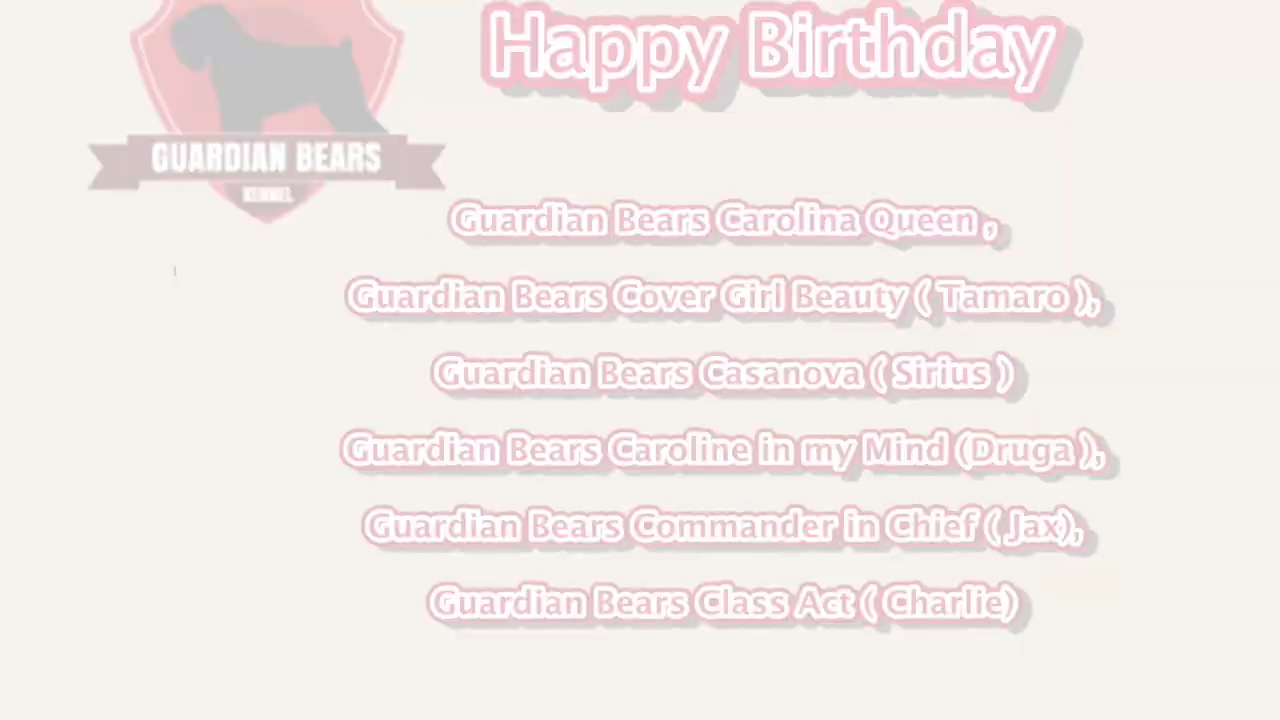 Happy Birthday
GUARDIAN BEARS
KENNEL
Guardian Bears Carolina Queen ,
Guardian Bears Cover Girl Beauty ( Tamaro ),
Guardian Bears Casanova ( Sirius )
Guardian Bears Caroline in my Mind (Druga ),
Guardian Bears Commander in Chief ( Jax),
Guardian Bears Class Act ( Charlie)